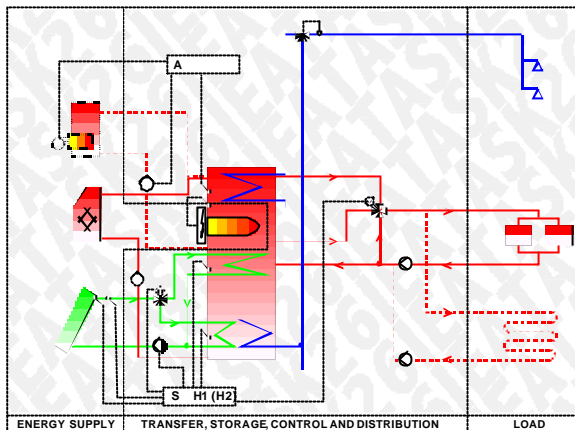 A
S H1 (H2)
ENERGY SUPPLY TRANSFER, STORAGE, CONTROL AND DISTRIBUTION LOAD